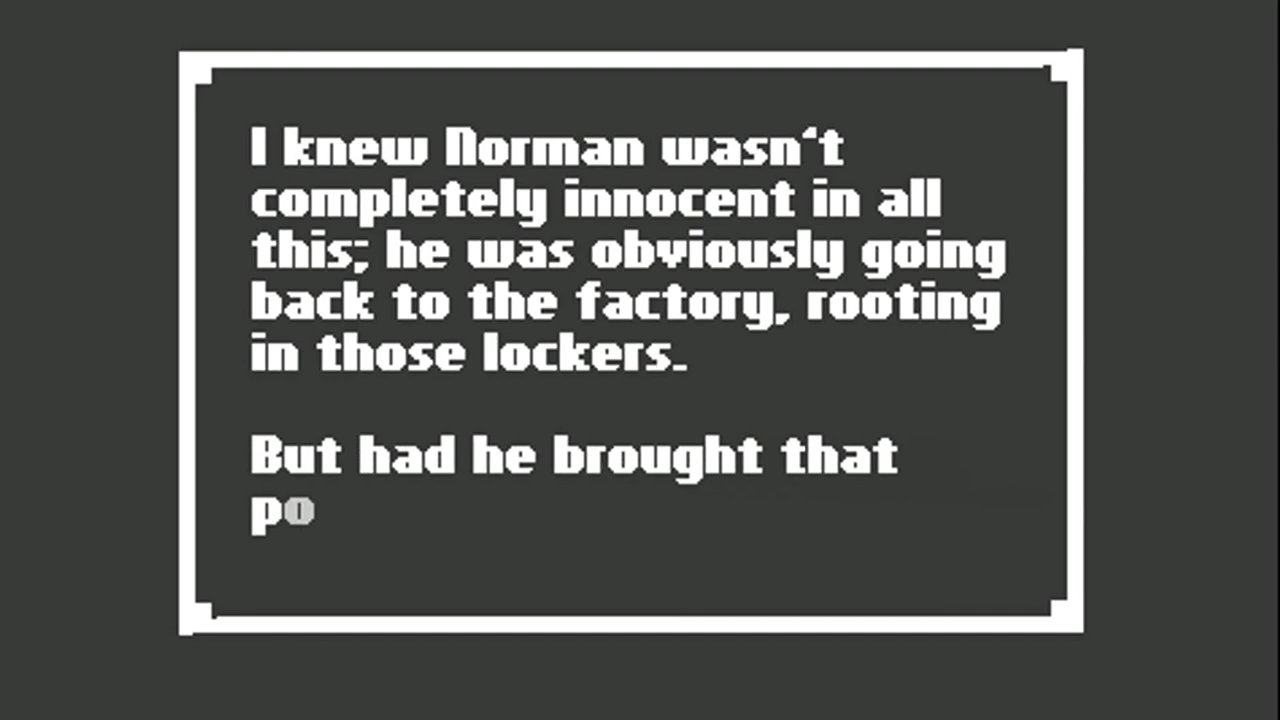 I knew Norman wasn't
completely innocent in all
this; he was obviously going
back to the factory, rooting
in those lockers.
But had he brought that
po